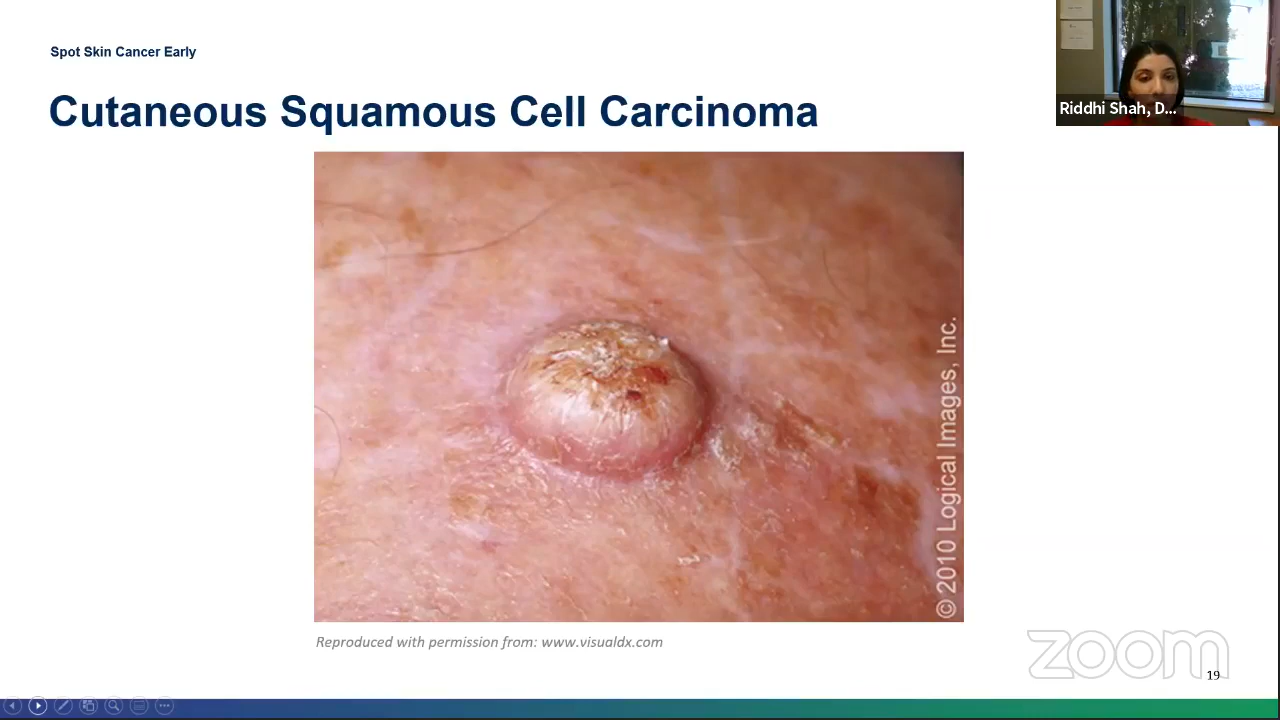 Spot Skin Cancer Early
Cutaneous Squamous Cell Carcinoma
Riddhi Shah, D...
© 2010 Logical Images, Inc.
Reproduced with permission from: www.visualdx.com
zoom
19